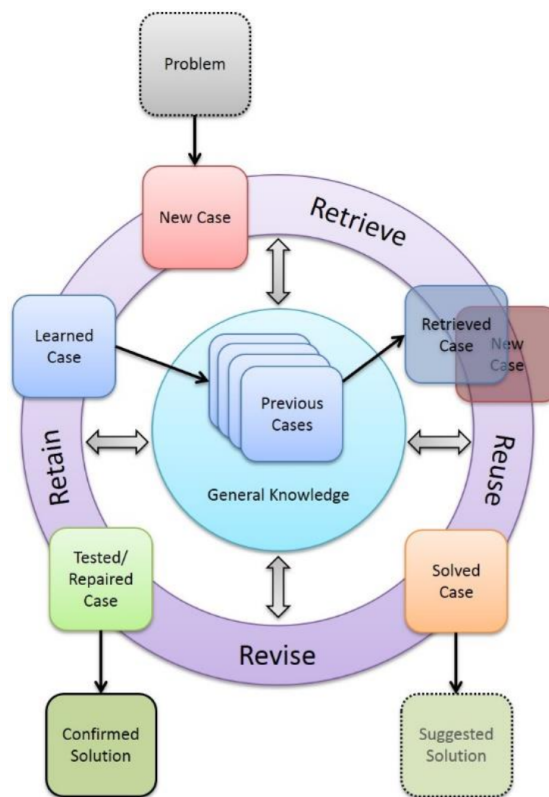 Problem
New Case
Retrieve
Learned
Case
Retrieved
Case
New
Case
Previous
Cases
General Knowledge
Retain
Reuse
Tested/
Repaired
Case
Solved
Case
Revise
Confirmed
Solution
Suggested
Solution